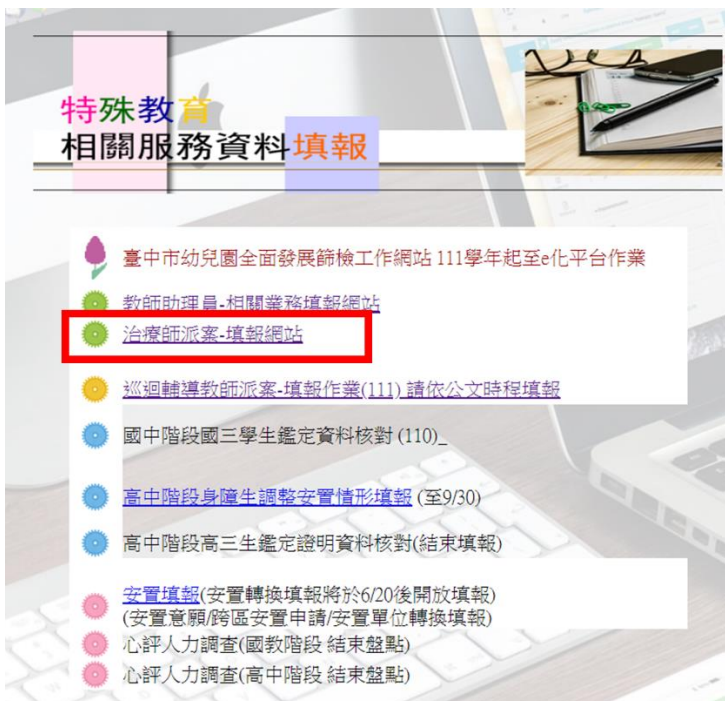 特殊教育
相關服務資料填報
臺中市幼兒園全面發展篩檢工作網站 111學年起至e化平台作業
教師助理員-相關業務填報網站
治療師派案-填報網站
巡迴輔導教師派案-填報作業(111) 請依公文時程填報
國中階段國三學生鑑定資料核對 (110)_
高中階段身障生調整安置情形填報 (至9/30)
高中階段高三生鑑定證明資料核對(結束填報)
安置填報(安置轉換填報將於6/20後開放填報)
(安置意願/跨區安置申請/安置單位轉換填報)
心評人力調查(國教階段 結束盤點)
心評人力調查(高中階段 結束盤點)